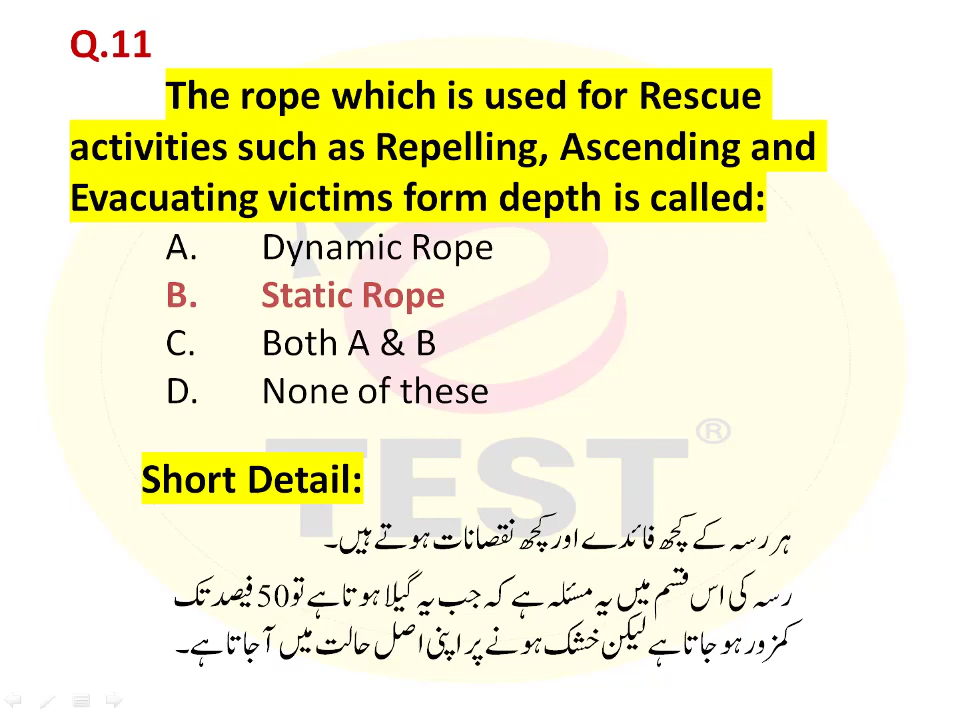 Q.11
The rope which is used for Rescue
activities such as Repelling, Ascending and
Evacuating victims form depth is called:
A. Dynamic Rope
B. Static Rope
C. Both A & B
D. None of these
e
TEST®
Short Detail:
ہر رسہ کے کچھ فائدے اور کچھ نقصانات ہوتے ہیں۔
رسہ کی اس قسم میں یہ مسئلہ ہے کہ جب یہ گیلا ہوتا ہے تو 50 فیصد تک
کمزور ہو جاتا ہے لیکن خشک ہونے پر اپنی اصل حالت میں آ جاتا ہے۔